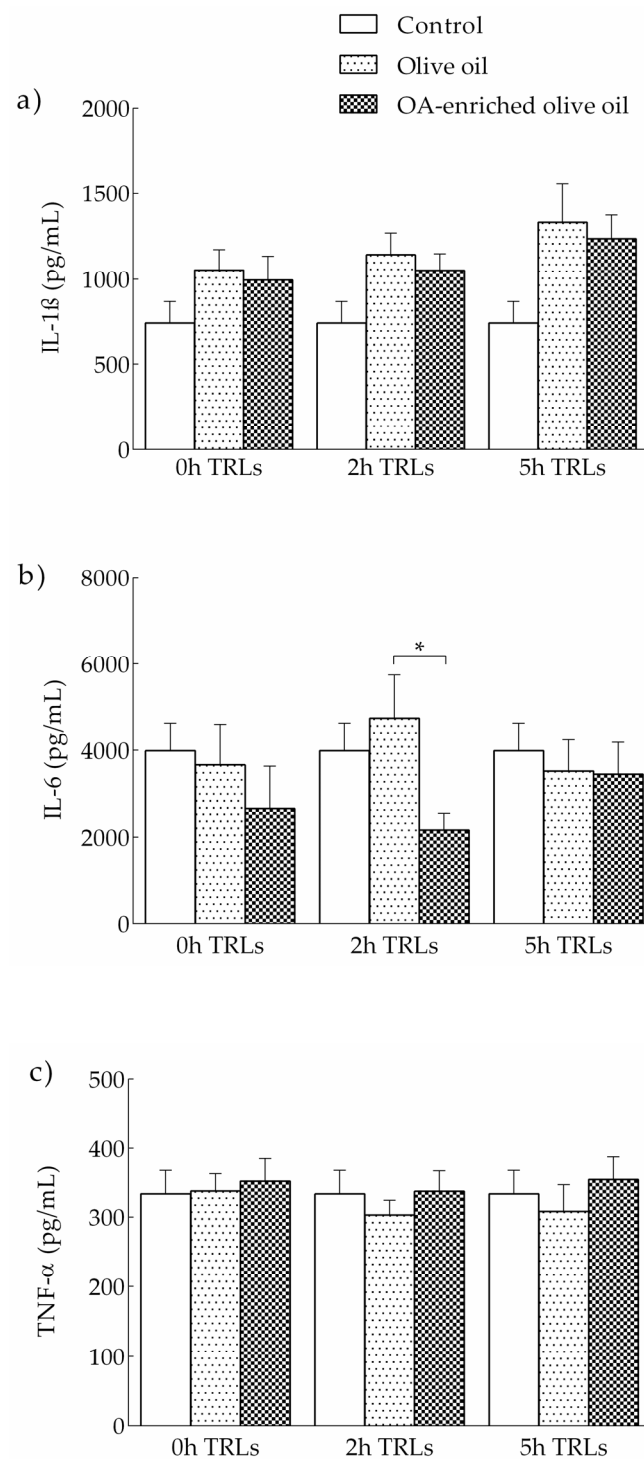 Control
Olive oil
OA-enriched olive oil
a)
2000
1500
1000
500
0
IL-1ß (pg/mL)
0h TRLs 2h TRLs 5h TRLs
b)
8000
6000
4000
2000
0
IL-6 (pg/mL)
*
0h TRLs 2h TRLs 5h TRLs
c)
500
400
300
200
100
0
TNF-α (pg/mL)
0h TRLs 2h TRLs 5h TRLs